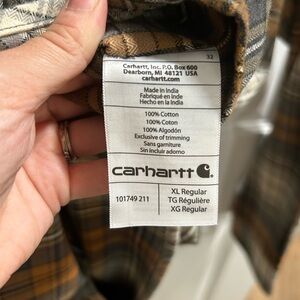 32
Carhartt, Inc. P.O. Box 600
Dearborn, MI 48121 USA
carhartt.com
Made in India
Fabriqué en Inde
Hecho en la India
100% Cotton
100% Coton
100% Algodón
Exclusive of trimming
Sans garniture
Sin incluir adorno
carhartt
101749 211
XL Regular
TG Régulière
XG Regular